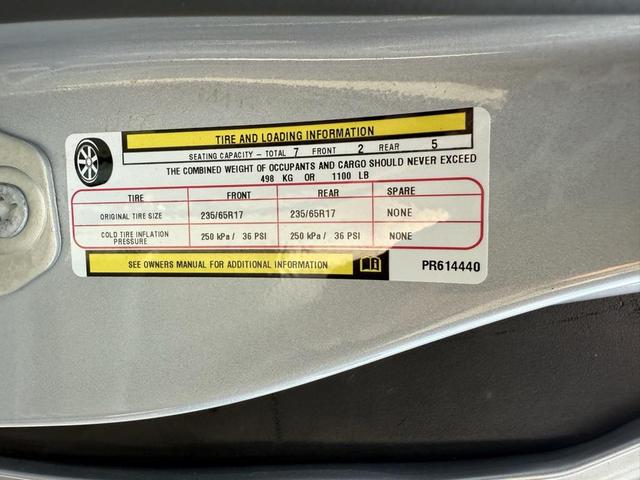 TIRE AND LOADING INFORMATION
SEATING CAPACITY - TOTAL 7 FRONT 2 REAR 5
THE COMBINED WEIGHT OF OCCUPANTS AND CARGO SHOULD NEVER EXCEED
498 KG OR 1100 LB
TIRE FRONT REAR SPARE
ORIGINAL TIRE SIZE 235/65R17 235/65R17 NONE
COLD TIRE INFLATION PRESSURE 250 kPa / 36 PSI 250 kPa / 36 PSI NONE
SEE OWNERS MANUAL FOR ADDITIONAL INFORMATION PR614440